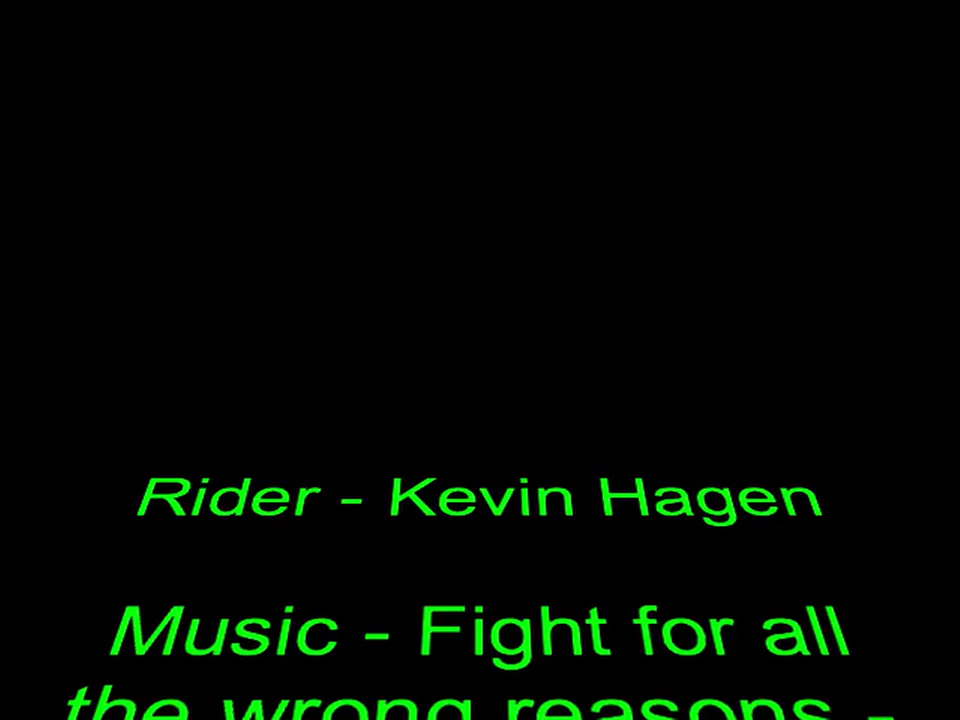 Rider - Kevin Hagen
Music - Fight for all
the wrong reasons -